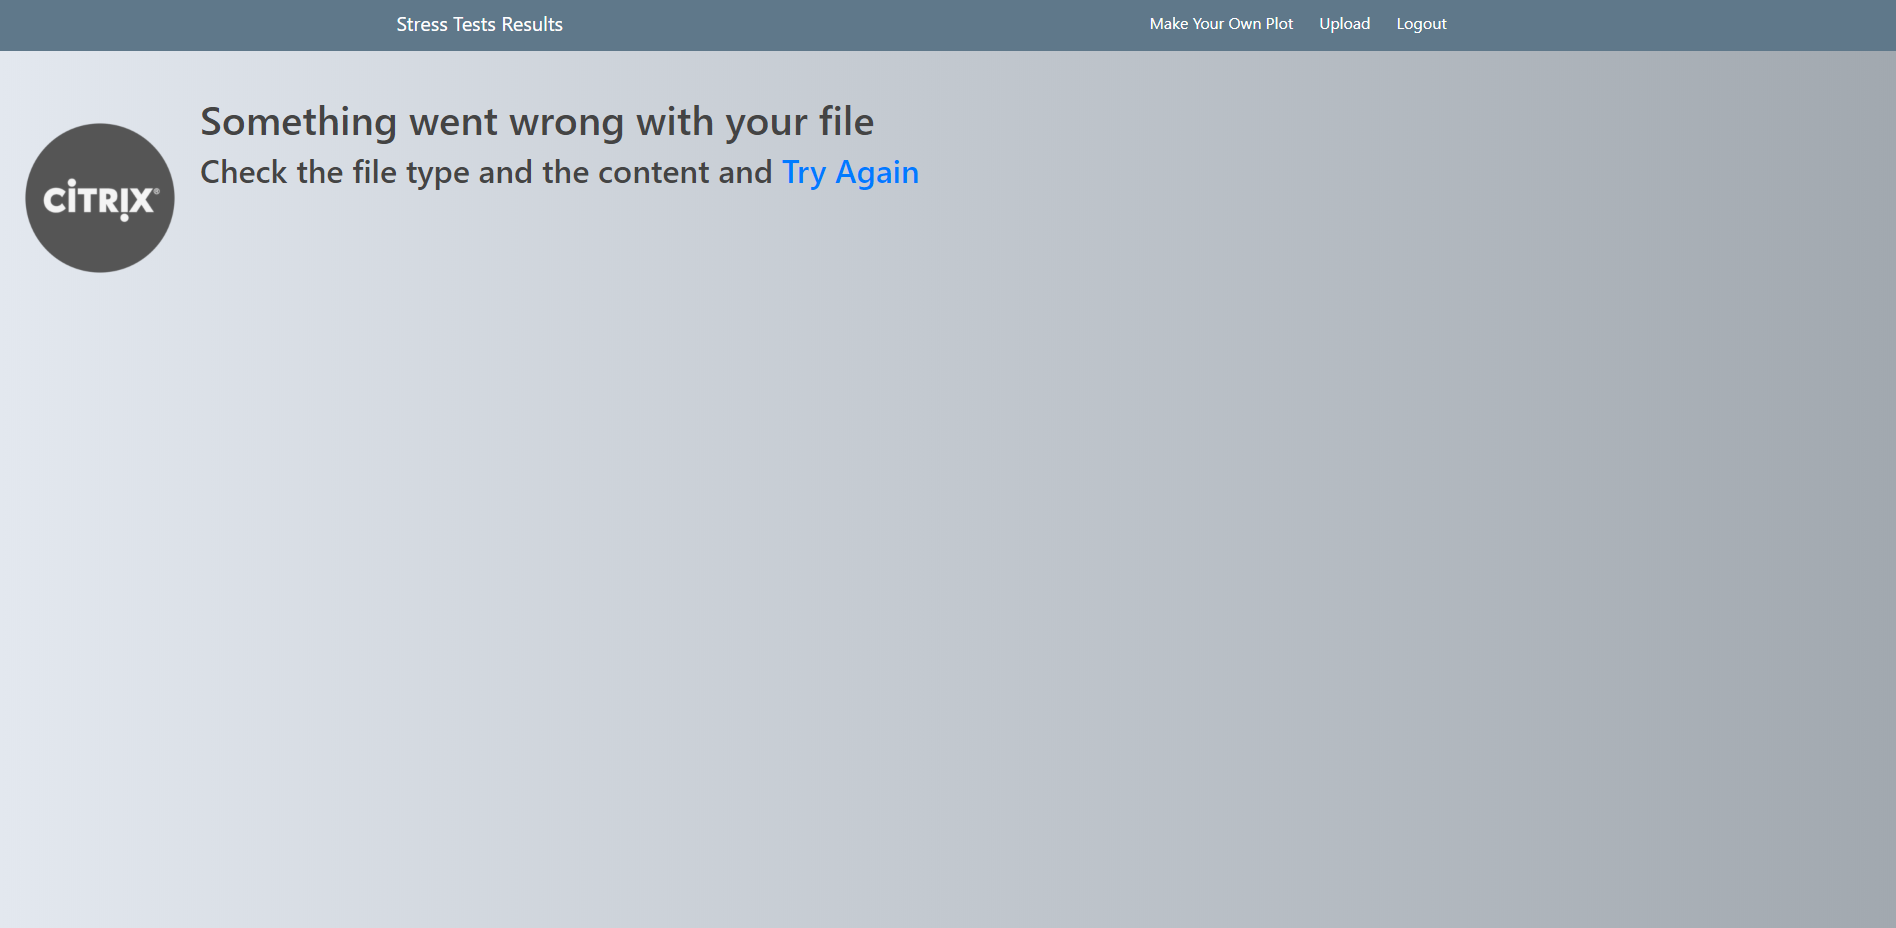 Stress Tests Results
Make Your Own Plot
Upload
Logout
CiTRIX®
Something went wrong with your file
Check the file type and the content and Try Again